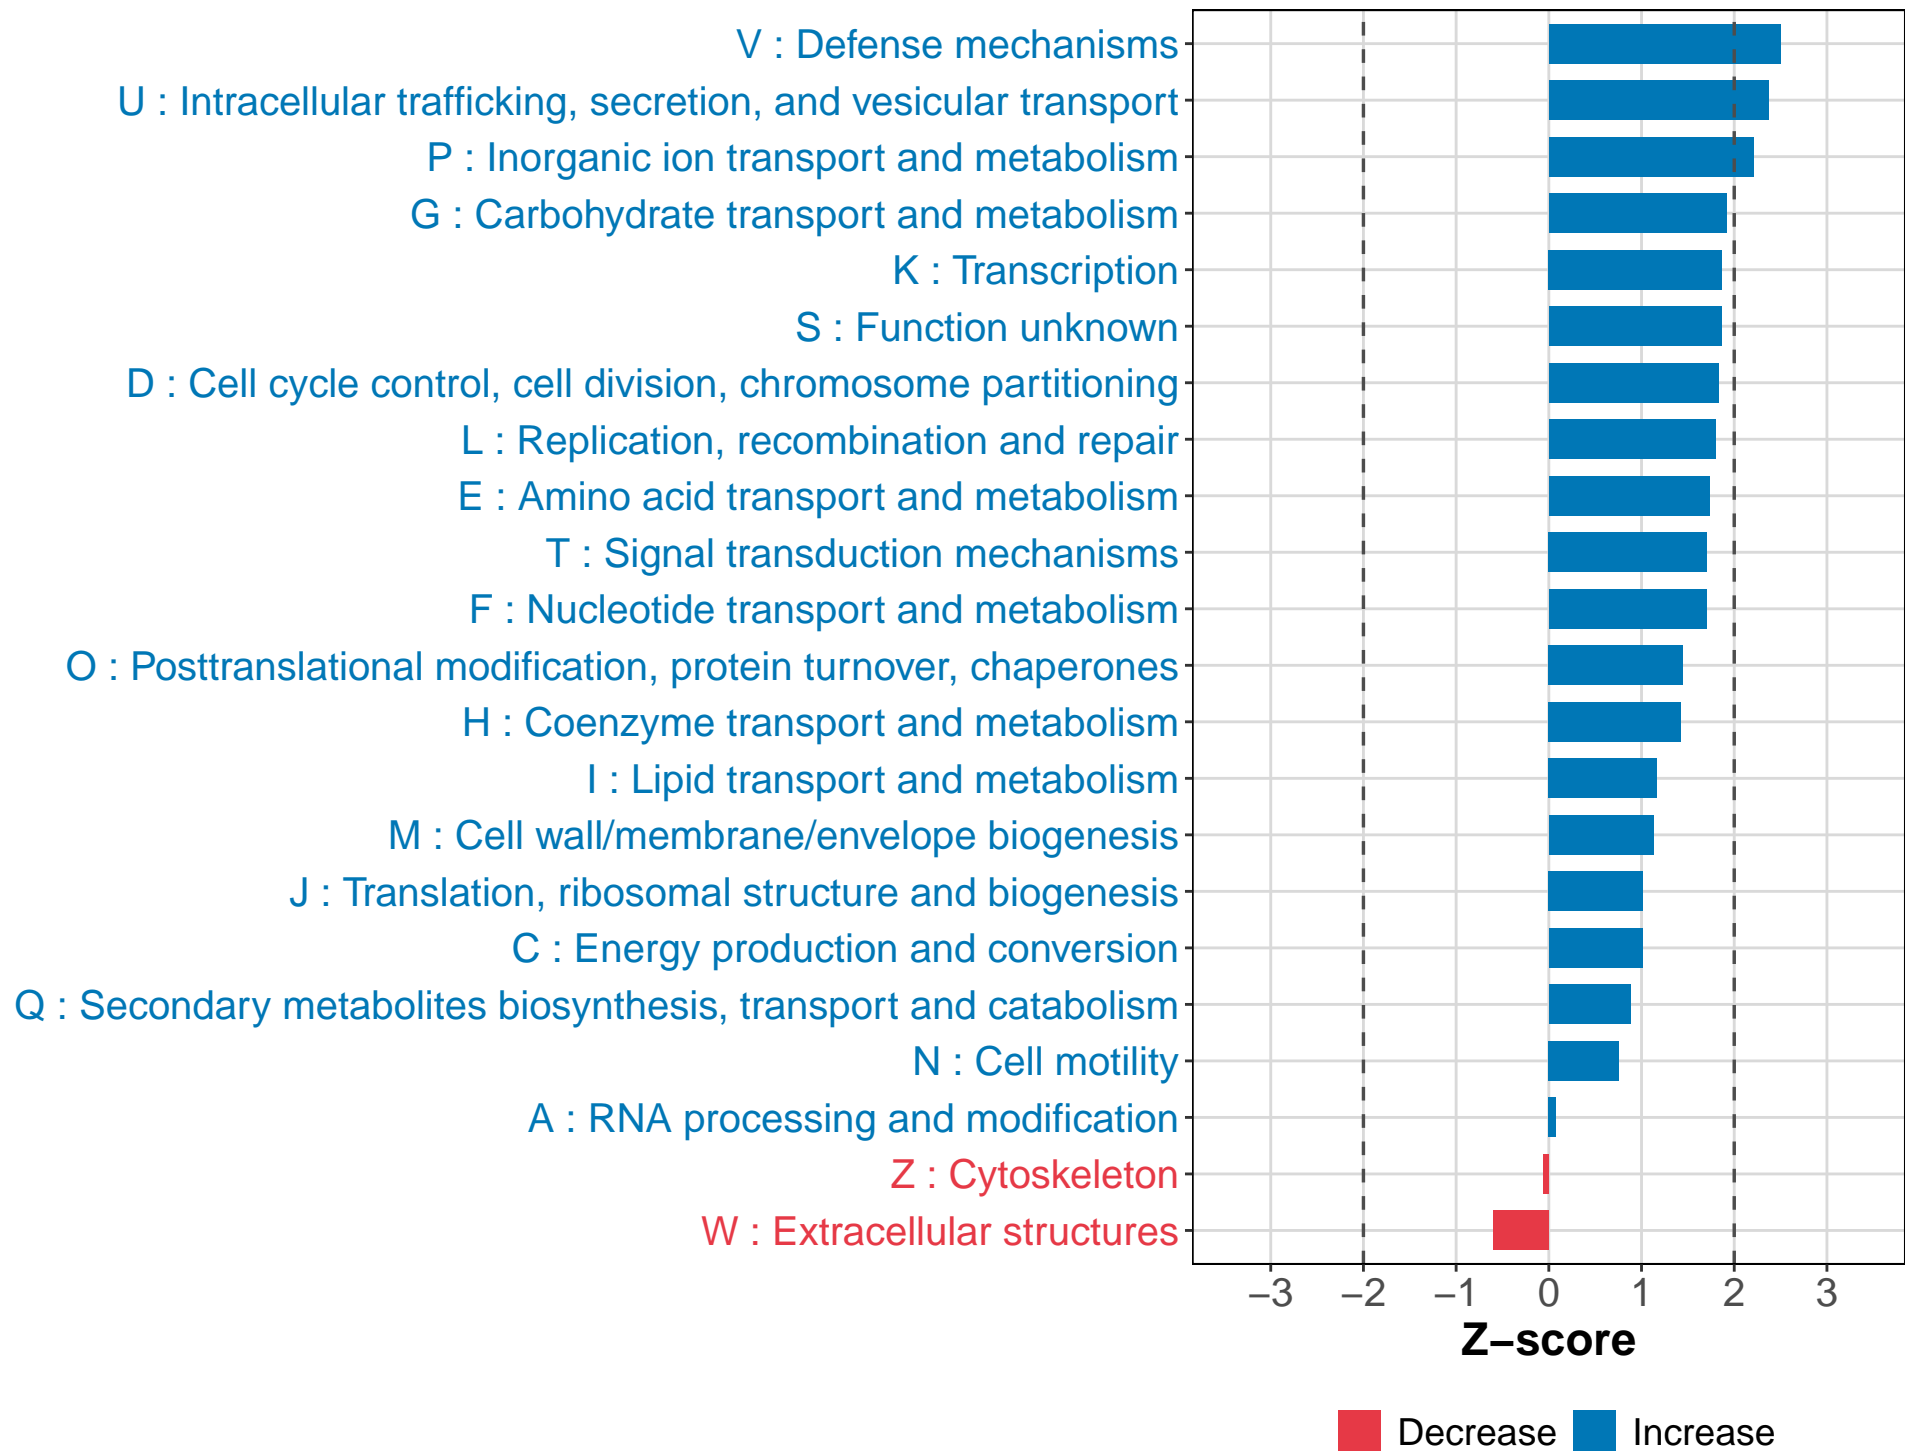 V : Defense mechanisms
U : Intracellular trafficking, secretion, and vesicular transport
P : Inorganic ion transport and metabolism
G : Carbohydrate transport and metabolism
K : Transcription
S : Function unknown
D : Cell cycle control, cell division, chromosome partitioning
L : Replication, recombination and repair
E : Amino acid transport and metabolism
T : Signal transduction mechanisms
F : Nucleotide transport and metabolism
O : Posttranslational modification, protein turnover, chaperones
H : Coenzyme transport and metabolism
I : Lipid transport and metabolism
M : Cell wall/membrane/envelope biogenesis
J : Translation, ribosomal structure and biogenesis
C : Energy production and conversion
Q : Secondary metabolites biosynthesis, transport and catabolism
N : Cell motility
A : RNA processing and modification
Z : Cytoskeleton
W : Extracellular structures
−3 −2 −1 0 1 2 3
Z−score
Decrease Increase